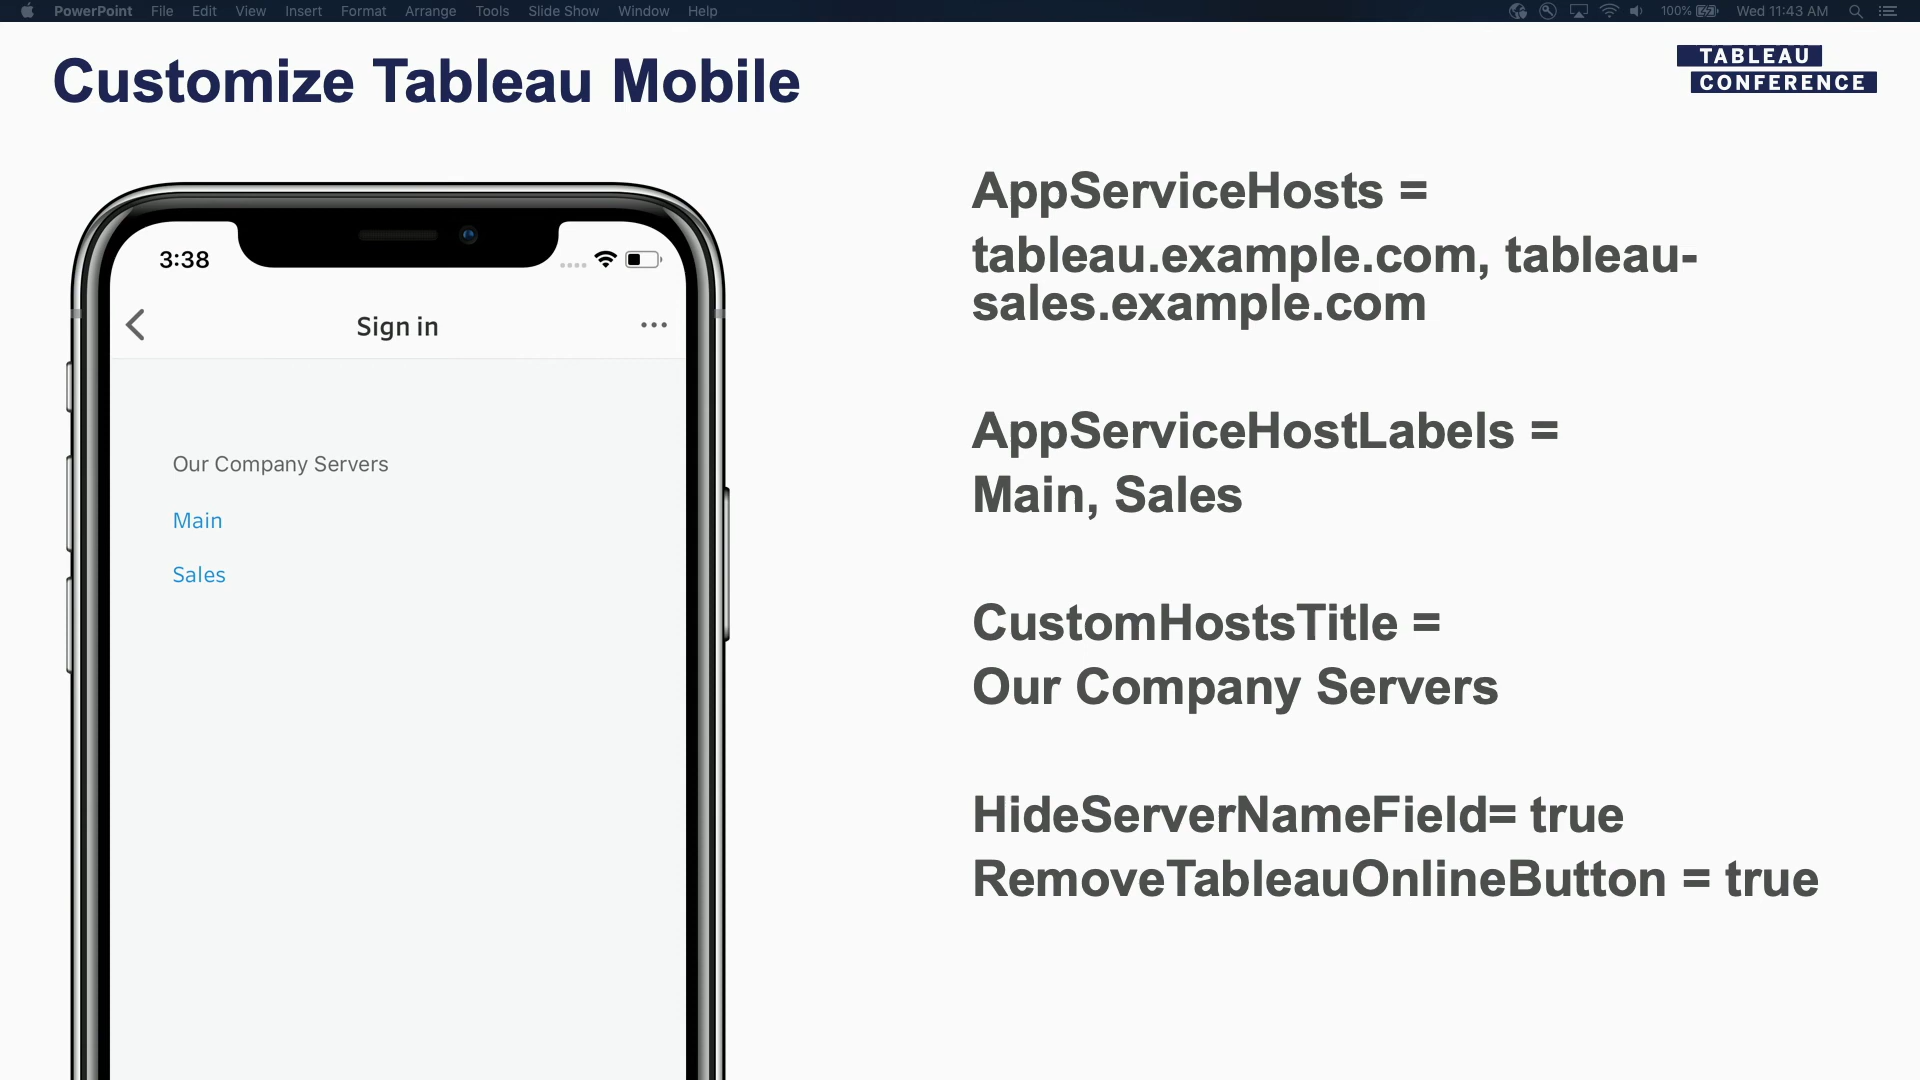 PowerPoint File Edit View Insert Format Arrange Tools Slide Show Window Help 100% Wed 11:43 AM
Customize Tableau Mobile
TABLEAU
CONFERENCE
3:38
Sign in
Our Company Servers
Main
Sales
AppServiceHosts =
tableau.example.com, tableau-
sales.example.com
AppServiceHostLabels =
Main, Sales
CustomHostsTitle =
Our Company Servers
HideServerNameField= true
RemoveTableauOnlineButton = true